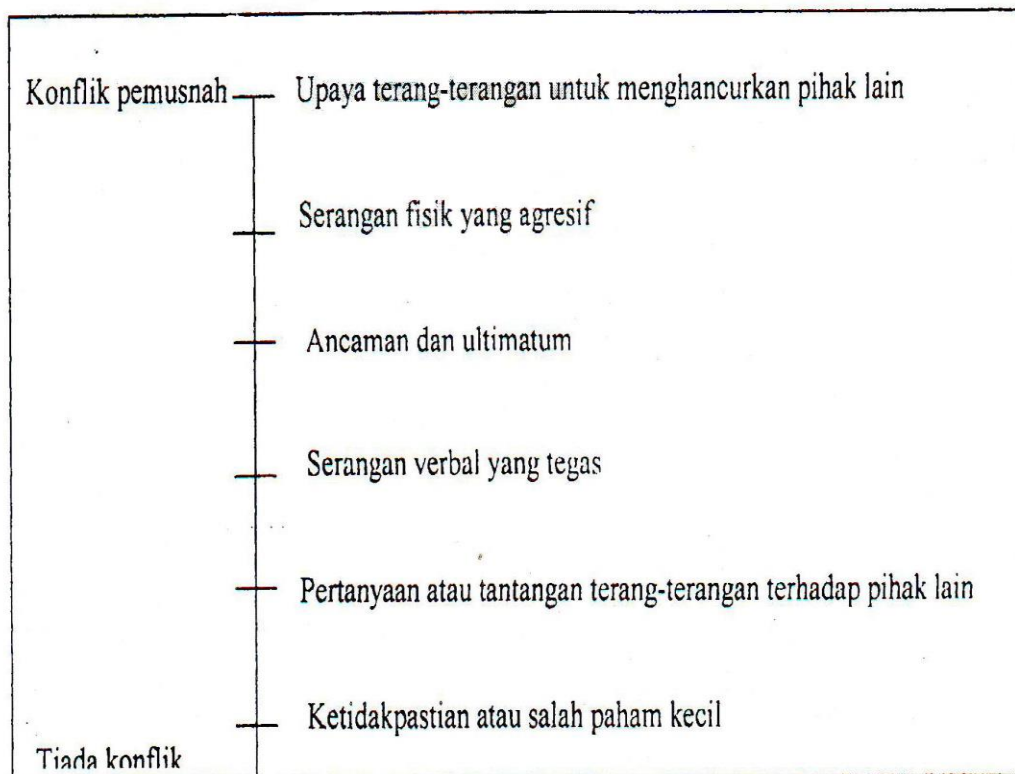 Konflik pemusnah Upaya terang-terangan untuk menghancurkan pihak lain
Serangan fisik yang agresif
Ancaman dan ultimatum
Serangan verbal yang tegas
Pertanyaan atau tantangan terang-terangan terhadap pihak lain
Ketidakpastian atau salah paham kecil
Tiada konflik